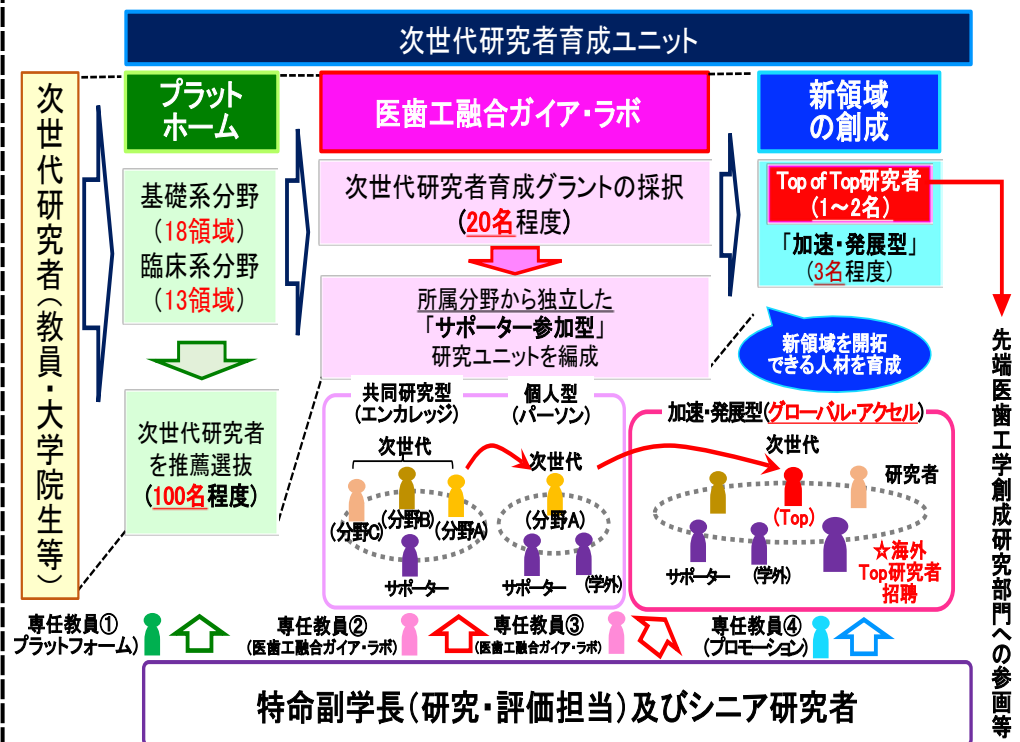 次世代研究者育成ユニット
次世代研究者(教員・大学院生等)
プラット
ホーム
基礎系分野
(18領域)
臨床系分野
(13領域)
次世代研究者
を推薦選抜
(100名程度)
医歯工融合ガイア・ラボ
次世代研究者育成グラントの採択
(20名程度)
所属分野から独立した
「サポーター参加型」
研究ユニットを編成
新領域
の創成
Top of Top研究者
(1～2名)
「加速・発展型」
(3名程度)
新領域を開拓
できる人材を育成
先端医歯工学創成研究部門への参画等
共同研究型
(エンカレッジ)
次世代
(分野C)
(分野B)
(分野A)
サポーター
個人型
(パーソン)
次世代
(分野A)
サポーター
(学外)
加速・発展型(グローバル・アクセル)
次世代
研究者
(Top)
サポーター
(学外)
☆海外
Top研究者
招聘
専任教員①
プラットフォーム)
専任教員②
(医歯工融合ガイア・ラボ)
専任教員③
(医歯工融合ガイア・ラボ)
専任教員④
(プロモーション)
特命副学長(研究・評価担当)及びシニア研究者